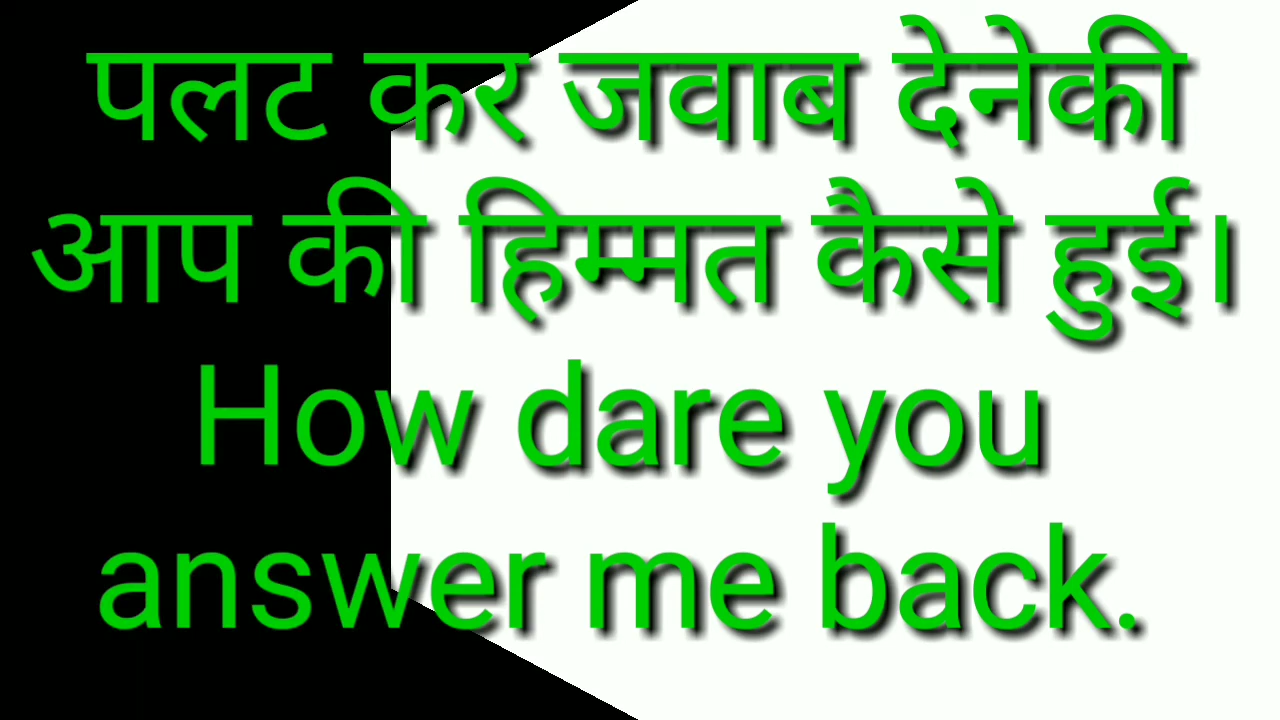 पलट कर जवाब देनेकी
आप की हिम्मत कैसे हुई।
How dare you
answer me back.